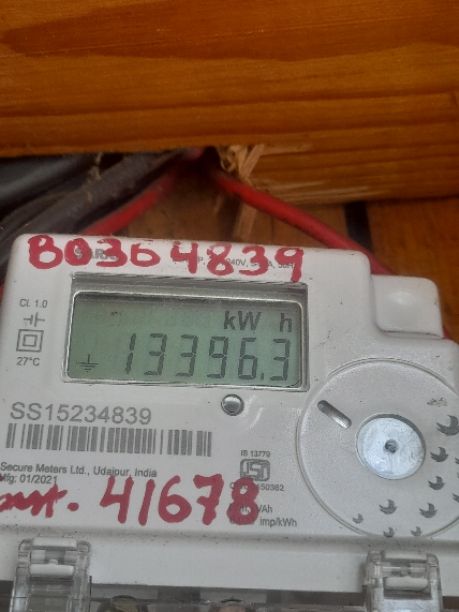 B0364839
240V,
Cl. 1.0
kW h
13396.3
27°C
SS15234839
Secure Meters Ltd., Udaipur, India
Mfg: 01/2021
IS 13779
41678
imp/kWh